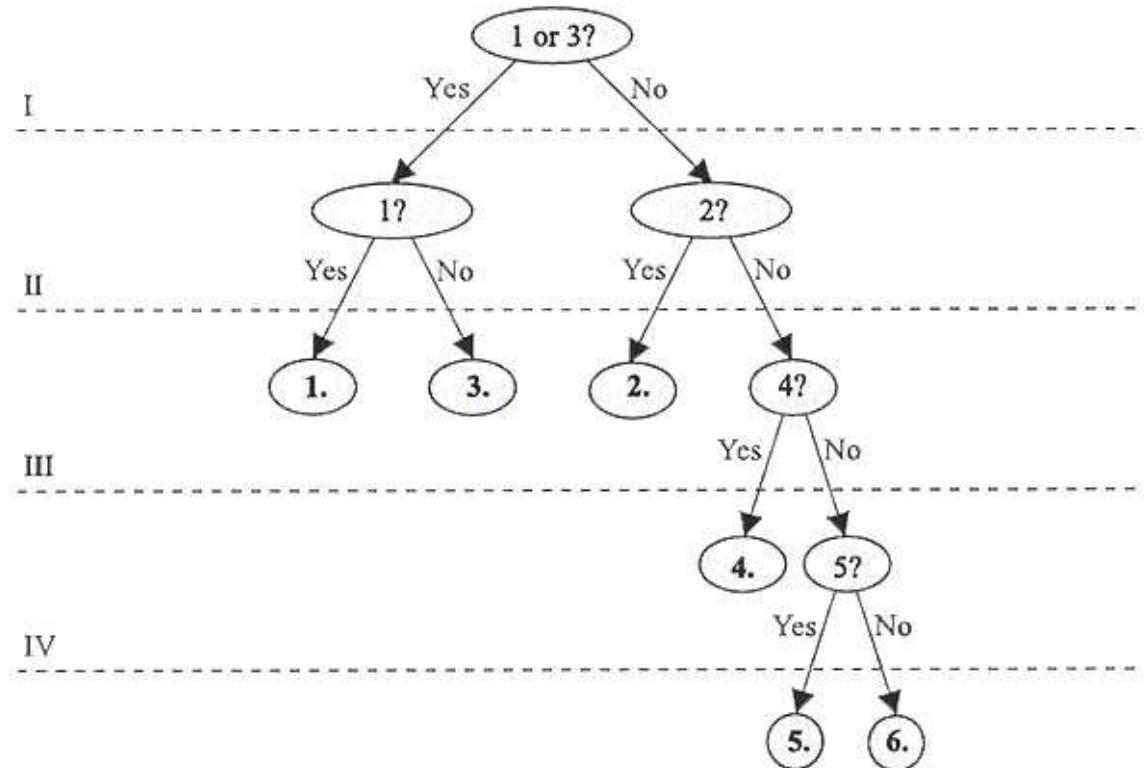 1 or 3?
Yes No
I
1? 2?
Yes No Yes No
II
1. 3. 2. 4?
Yes No
III
4. 5?
Yes No
IV
5. 6.